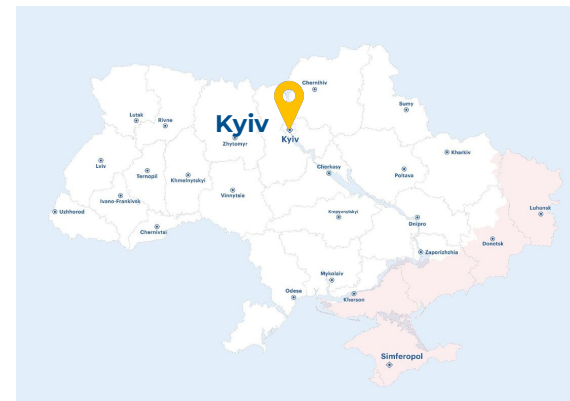 Chernihiv
Sumy
Lutsk
Rivne
Kyiv
Kyiv
Zhytomyr
Kharkiv
Lviv
Cherkasy
Poltava
Ternopil
Khmelnytskyi
Vinnytsia
Ivano-Frankivsk
Uzhhorod
Luhansk
Chernivtsi
Kropyvnytskyi
Dnipro
Donetsk
Zaporizhzhia
Mykolaiv
Odesa
Kherson
Simferopol